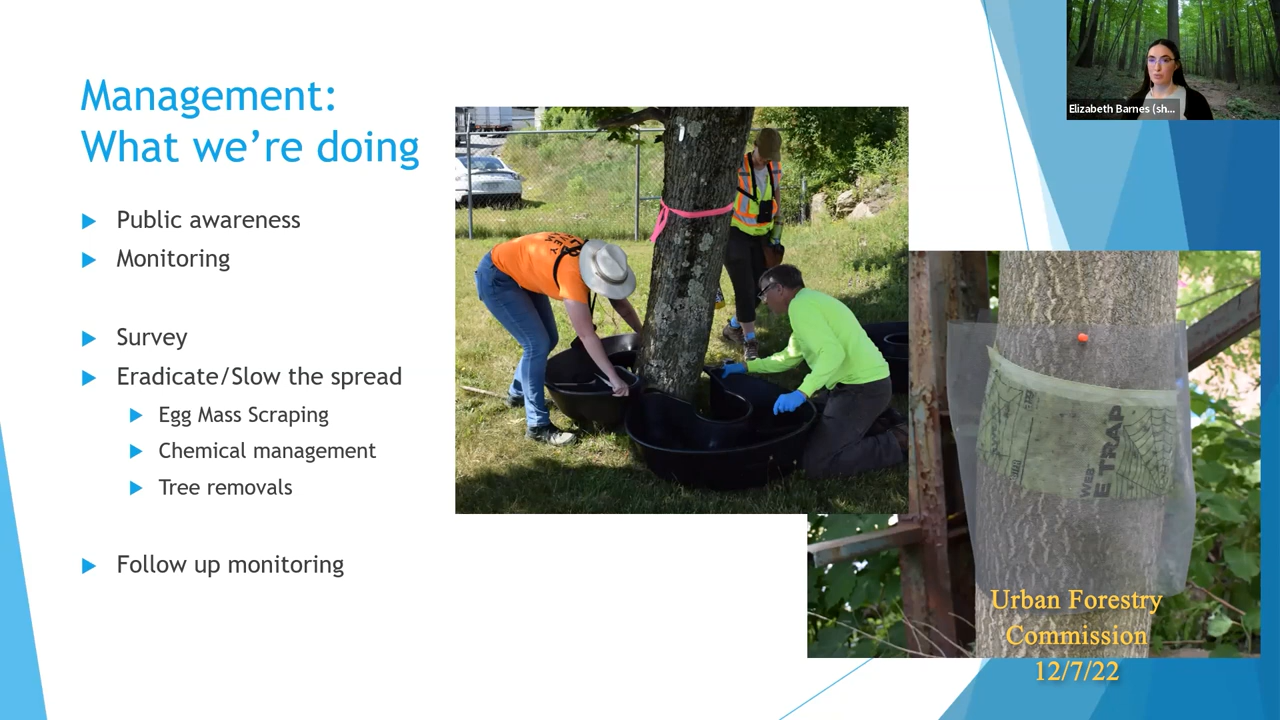 Elizabeth Barnes (sh...
Management:
What we're doing
Public awareness
Monitoring
Survey
Eradicate/Slow the spread
Egg Mass Scraping
Chemical management
Tree removals
Follow up monitoring
WEB
E TRAP
Urban Forestry
Commission
12/7/22